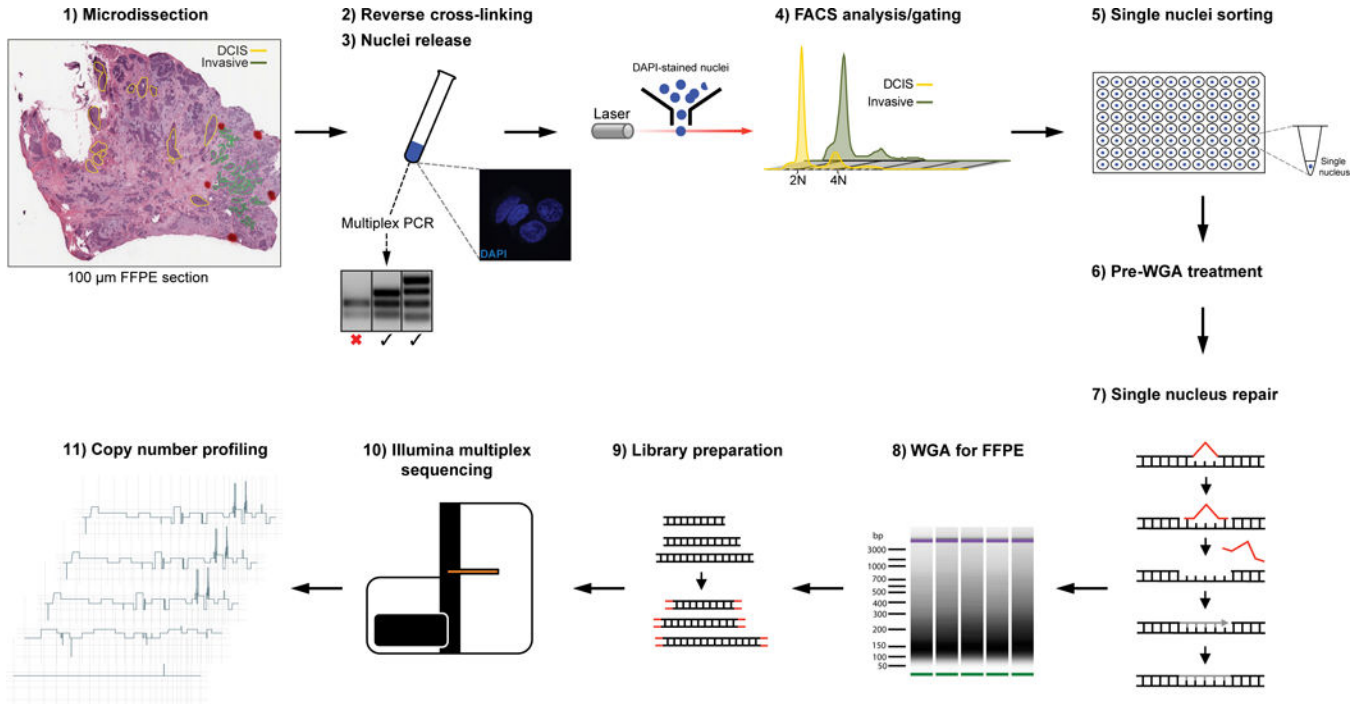 1) Microdissection
DCIS
Invasive
100 µm FFPE section
2) Reverse cross-linking
3) Nuclei release
Multiplex PCR
DAPI
DAPI-stained nuclei
Laser
4) FACS analysis/gating
DCIS
Invasive
2N
4N
5) Single nuclei sorting
Single
nucleus
6) Pre-WGA treatment
7) Single nucleus repair
8) WGA for FFPE
bp
3000
1000
700
500
400
300
200
150
100
50
9) Library preparation
10) Illumina multiplex
sequencing
11) Copy number profiling